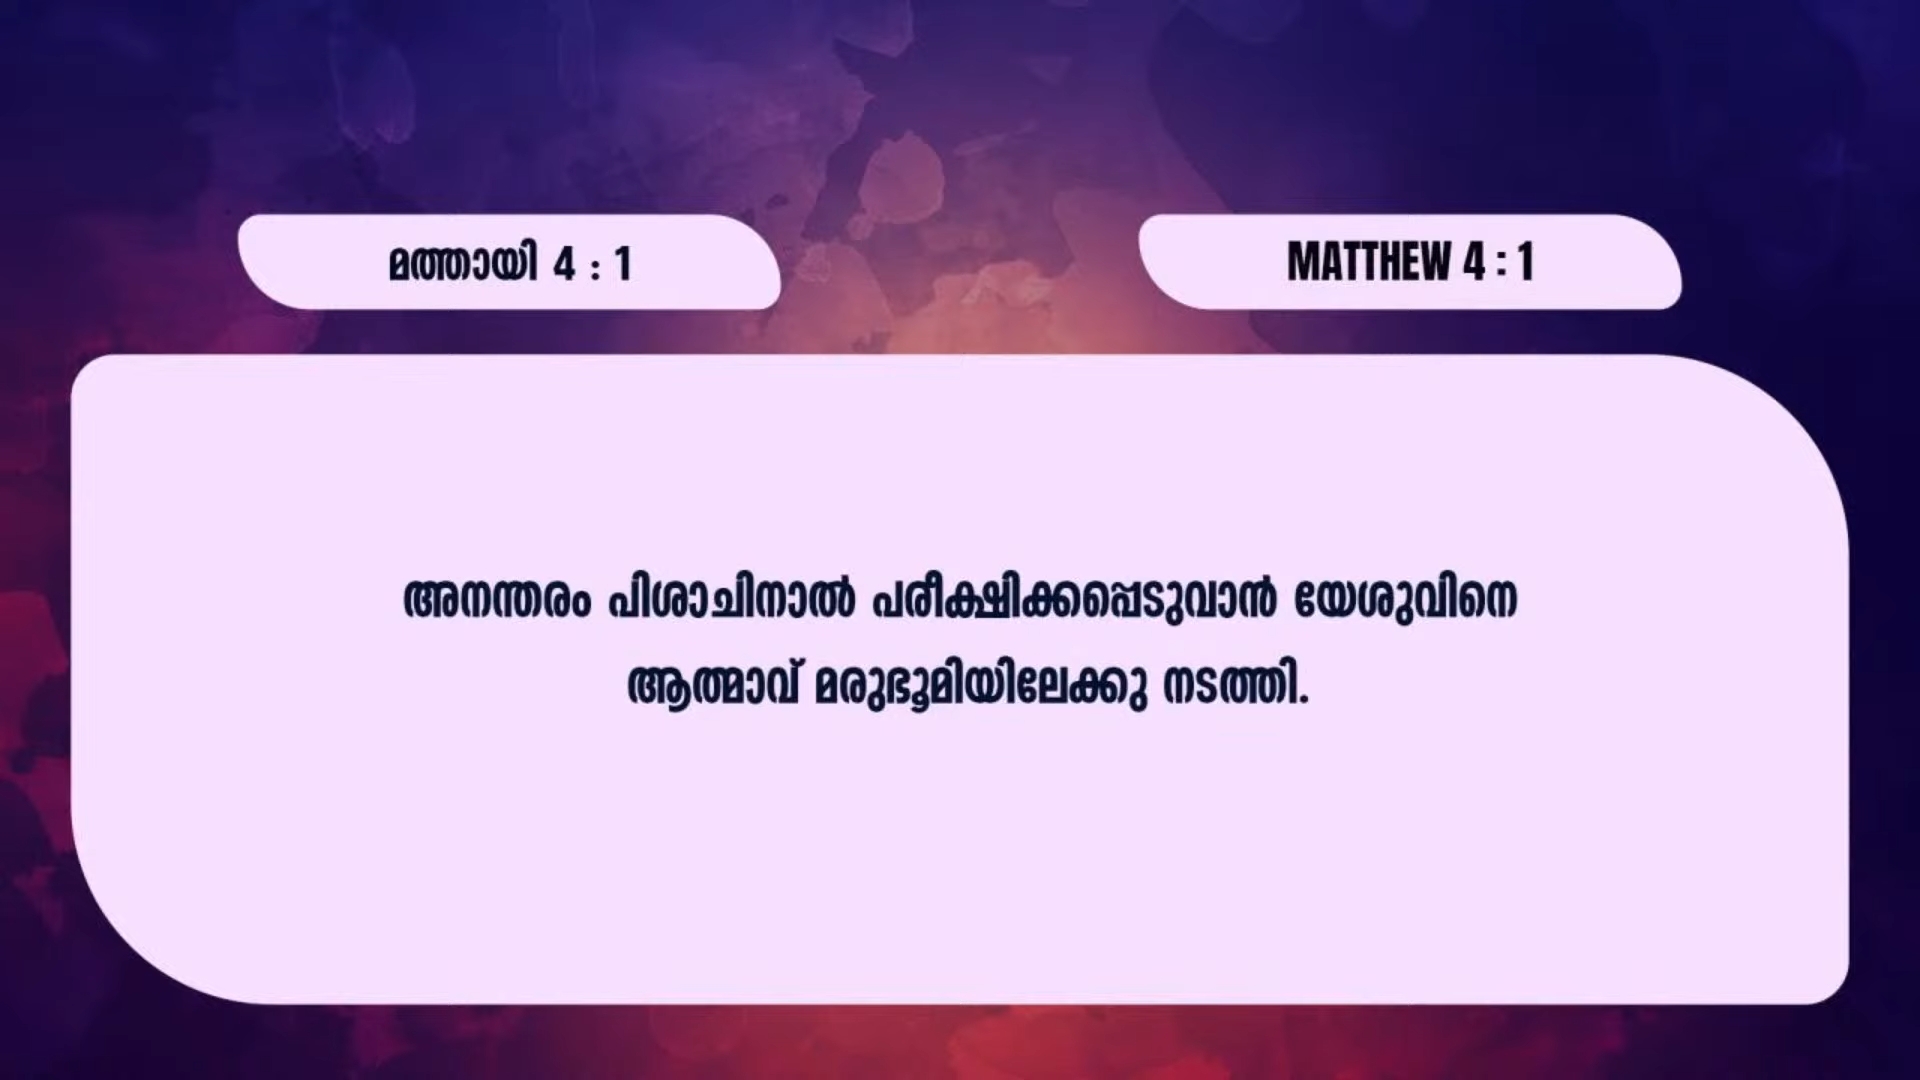 മത്തായി 4 : 1
MATTHEW 4 : 1
അനന്തരം പിശാചിനാൽ പരീക്ഷിക്കപ്പെടുവാൻ യേശുവിനെ
ആത്മാവ് മരുഭൂമിയിലേക്കു നടത്തി.